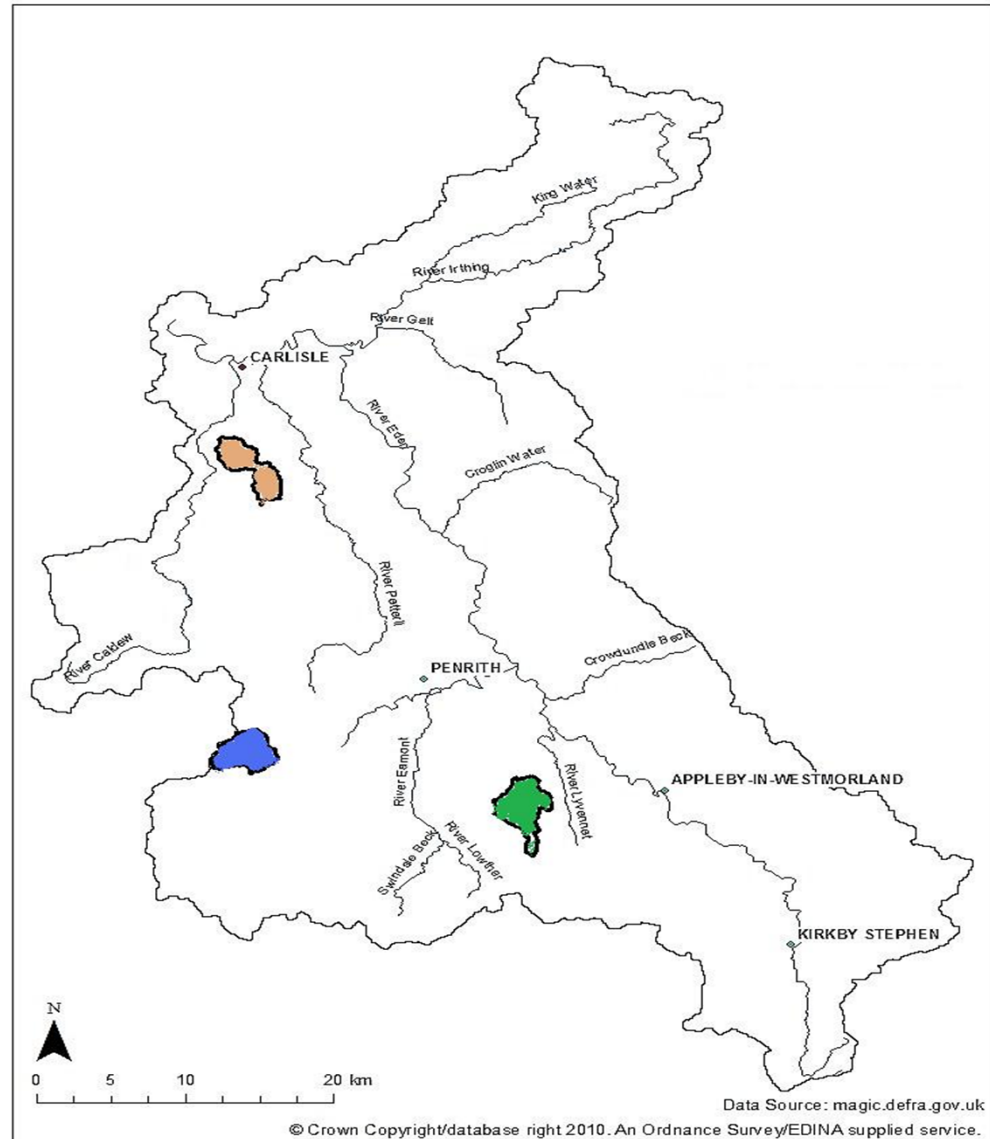 King Water
River Irthing
River Gelt
CARLISLE
River Eden
Croglin Water
River Petteril
River Caldew
Crowdundle Beck
PENRITH
River Eamont
River Lyvennet
APPLEBY-IN-WESTMORLAND
Swindale Beck
River Lowther
KIRKBY STEPHEN
N
0 5 10 20 km
Data Source: magic.defra.gov.uk
© Crown Copyright/database right 2010. An Ordnance Survey/EDINA supplied service.